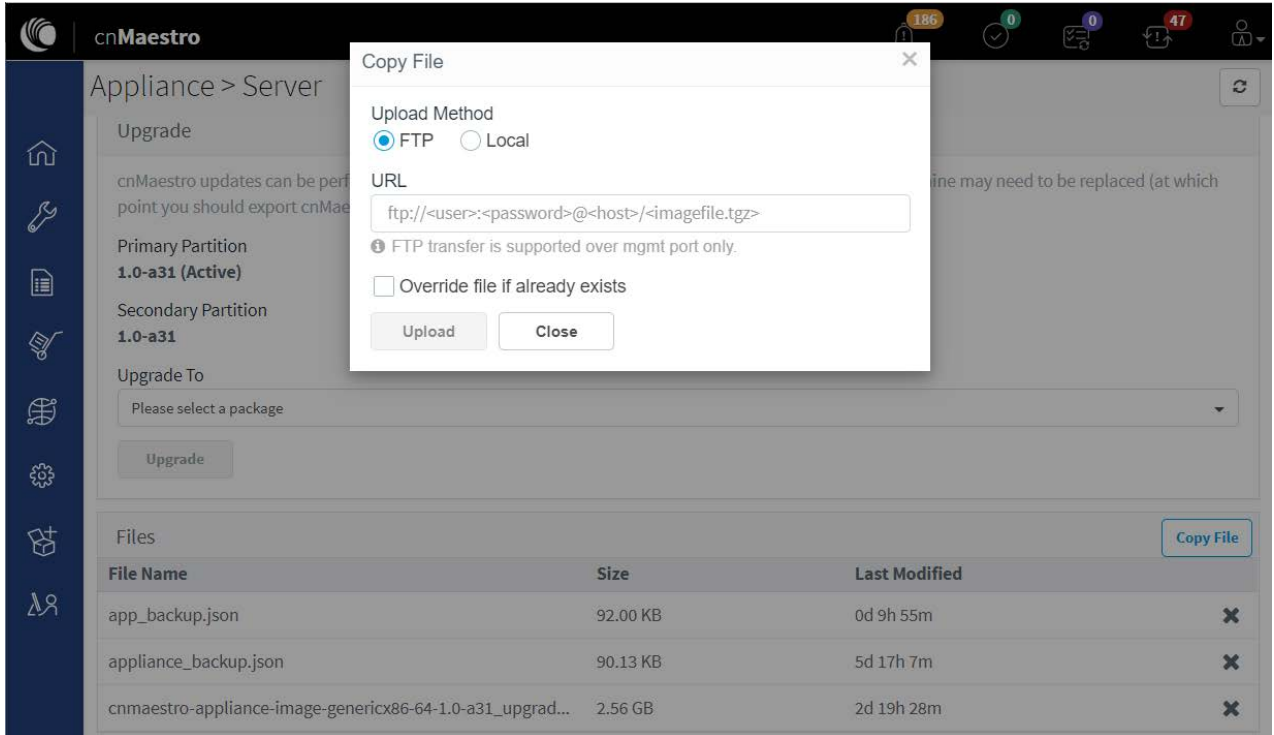 cnMaestro
186
0
0
47
Appliance > Server
Upgrade
cnMaestro updates can be perf
ine may need to be replaced (at which
point you should export cnMae
Primary Partition
1.0-a31 (Active)
Secondary Partition
1.0-a31
Upgrade To
Please select a package
Upgrade
Copy File
Upload Method
FTP
Local
URL
ftp://<user>:<password>@<host>/<imagefile.tgz>
FTP transfer is supported over mgmt port only.
Override file if already exists
Upload
Close
Files
Copy File
File Name Size Last Modified
app_backup.json 92.00 KB 0d 9h 55m
appliance_backup.json 90.13 KB 5d 17h 7m
cnmaestro-appliance-image-genericx86-64-1.0-a31_upgrad... 2.56 GB 2d 19h 28m